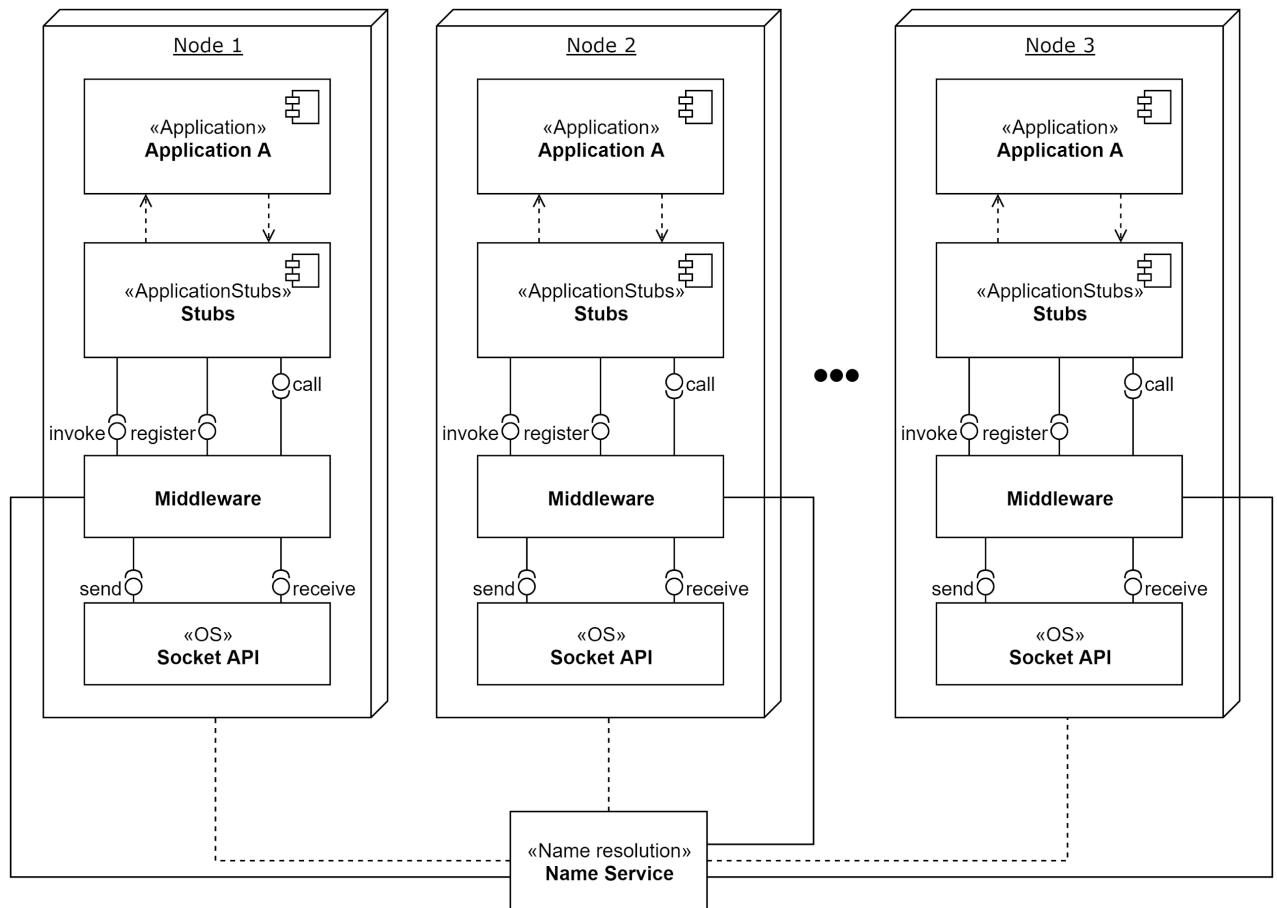 Node 1
«Application»
Application A
«ApplicationStubs»
Stubs
call
invoke
register
Middleware
send
receive
«OS»
Socket API
Node 2
«Application»
Application A
«ApplicationStubs»
Stubs
call
invoke
register
Middleware
send
receive
«OS»
Socket API
Node 3
«Application»
Application A
«ApplicationStubs»
Stubs
call
invoke
register
Middleware
send
receive
«OS»
Socket API
«Name resolution»
Name Service